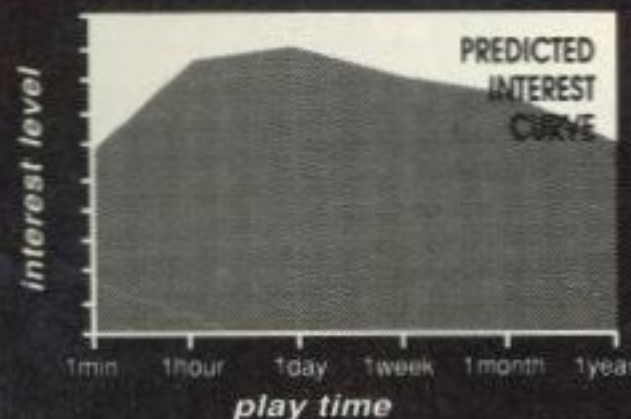 PREDICTED
INTEREST
CURVE
interest level
1min 1hour 1day 1week 1month 1year
play time